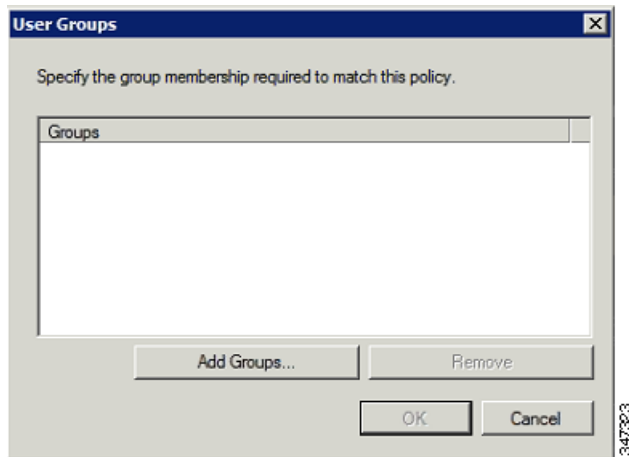 User Groups
Specify the group membership required to match this policy.
Groups
Add Groups...
Remove
OK
Cancel
347323